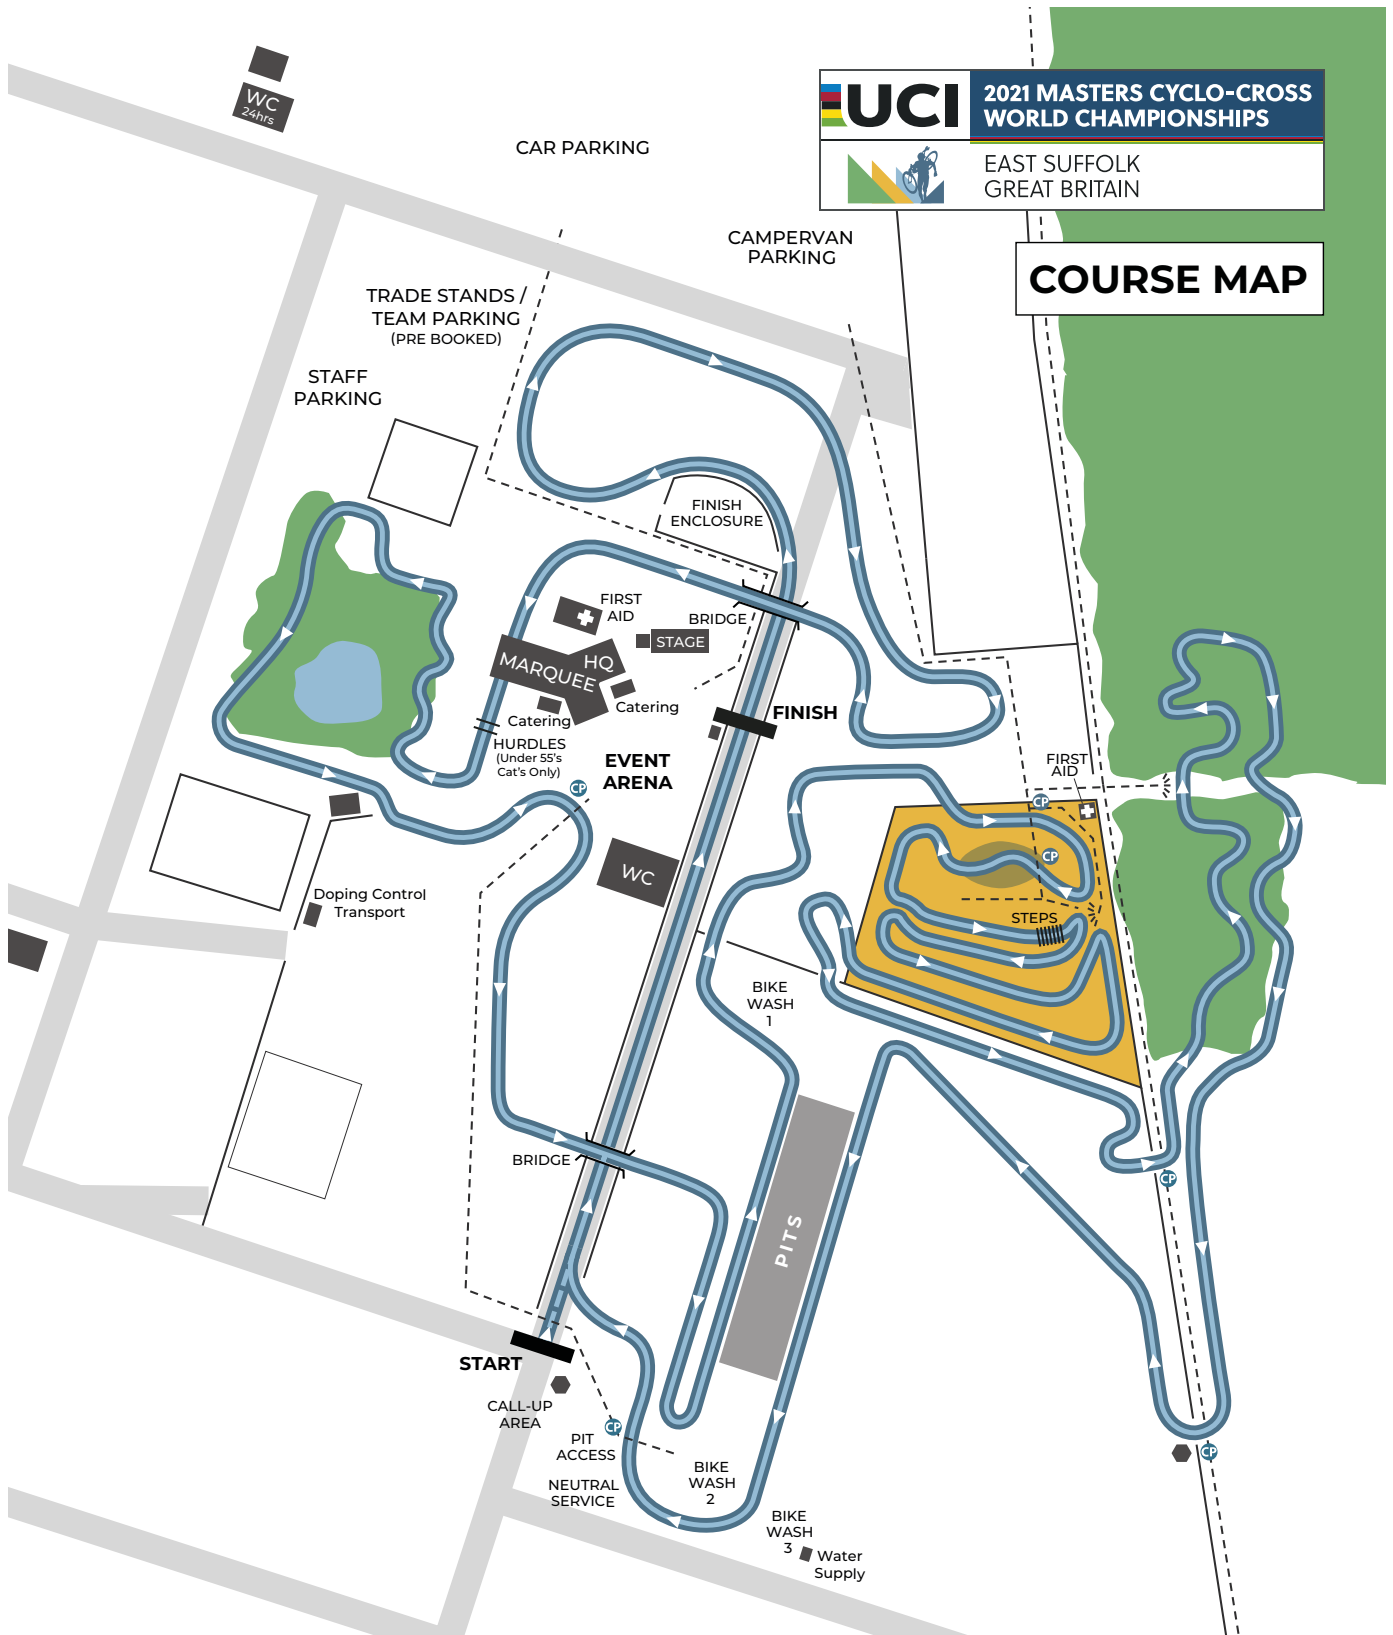 WC
24hrs
CAR PARKING
UCI
2021 MASTERS CYCLO-CROSS
WORLD CHAMPIONSHIPS
EAST SUFFOLK
GREAT BRITAIN
COURSE MAP
CAMPERVAN
PARKING
TRADE STANDS /
TEAM PARKING
(PRE BOOKED)
STAFF
PARKING
FINISH
ENCLOSURE
FIRST
AID
BRIDGE
STAGE
HQ
MARQUEE
Catering
Catering
FINISH
HURDLES
(Under 55's
Cat's Only)
EVENT
ARENA
CP
FIRST
AID
CP
CP
WC
STEPS
Doping Control
Transport
BIKE
WASH
1
BRIDGE
CP
PITS
START
CALL-UP
AREA
CP
PIT
ACCESS
CP
NEUTRAL
SERVICE
BIKE
WASH
2
BIKE
WASH
3
Water
Supply